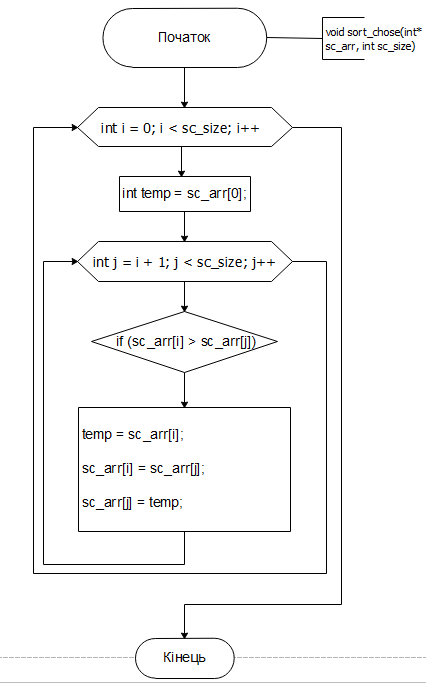 Початок
void sort_chose(int*
sc_arr, int sc_size)
int i = 0; i < sc_size; i++
int temp = sc_arr[0];
int j = i + 1; j < sc_size; j++
if (sc_arr[i] > sc_arr[j])
temp = sc_arr[i];
sc_arr[i] = sc_arr[j];
sc_arr[j] = temp;
Кінець